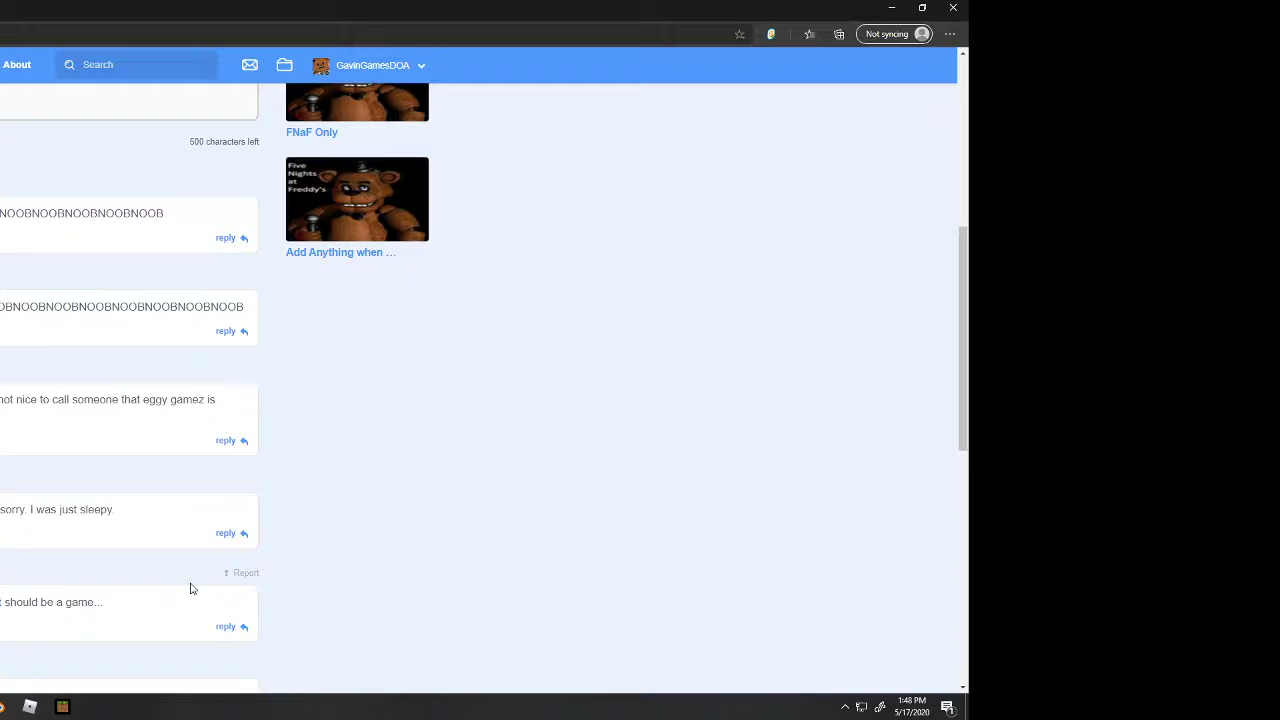 Not syncing
About
Search
GavinGamesDOA
FNaF Only
500 characters left
Five
Nights
at
Freddy's
Add Anything when …
NOOBNOOBNOOBNOOBNOOB
reply
OBNOOBNOOBNOOBNOOBNOOBNOOBNOOB
reply
not nice to call someone that eggy gamez is
reply
sorry. I was just sleepy.
reply
Report
t should be a game...
reply
1:48 PM
5/17/2020
1